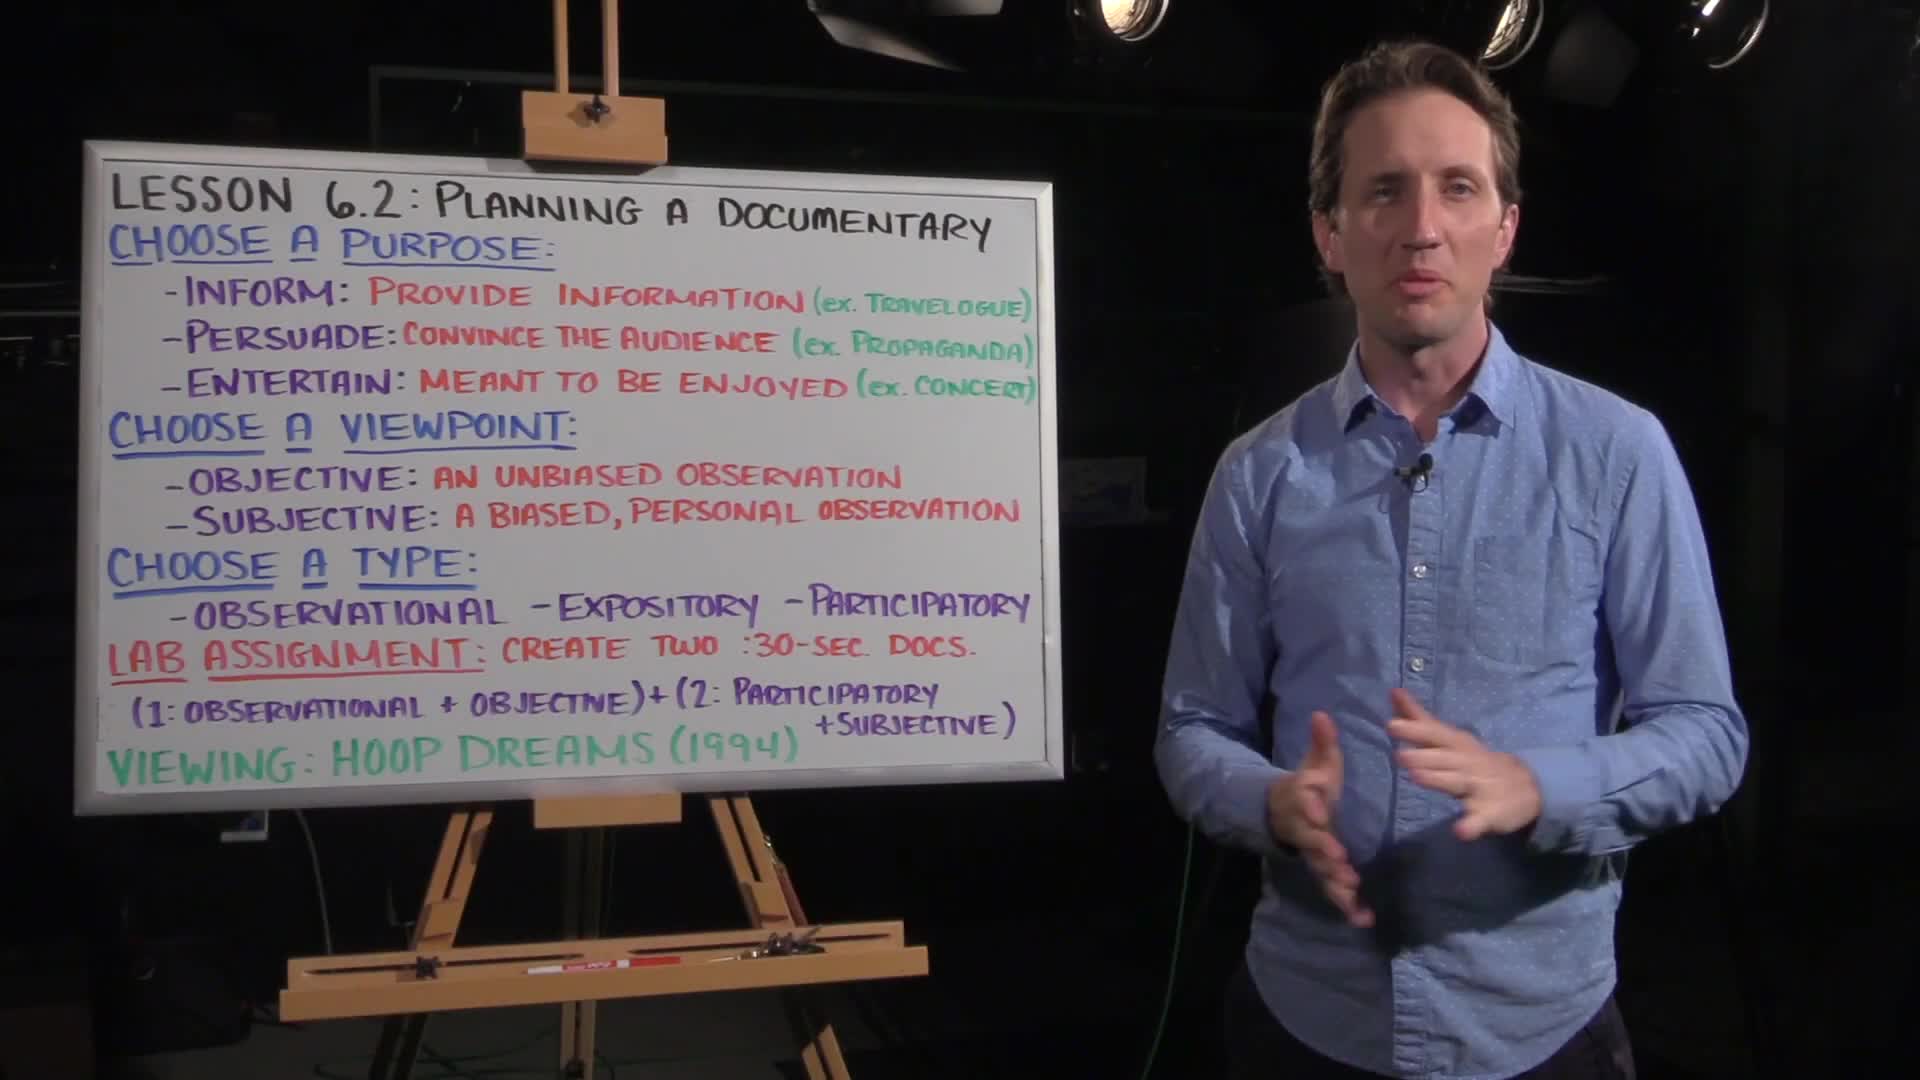 LESSON 6.2: PLANNING A DOCUMENTARY
CHOOSE A PURPOSE:
-INFORM: PROVIDE INFORMATION (ex. TRAVELOGUE)
-PERSUADE: CONVINCE THE AUDIENCE (ex. PROPAGANDA)
-ENTERTAIN: MEANT TO BE ENJOYED (ex. CONCERT)
CHOOSE A VIEWPOINT:
-OBJECTIVE: AN UNBIASED OBSERVATION
-SUBJECTIVE: A BIASED, PERSONAL OBSERVATION
CHOOSE A TYPE:
-OBSERVATIONAL -EXPOSITORY -PARTICIPATORY
LAB ASSIGNMENT: CREATE TWO :30-SEC. DOCS.
(1: OBSERVATIONAL + OBJECTIVE) + (2: PARTICIPATORY
+SUBJECTIVE)
VIEWING: HOOP DREAMS (1994)